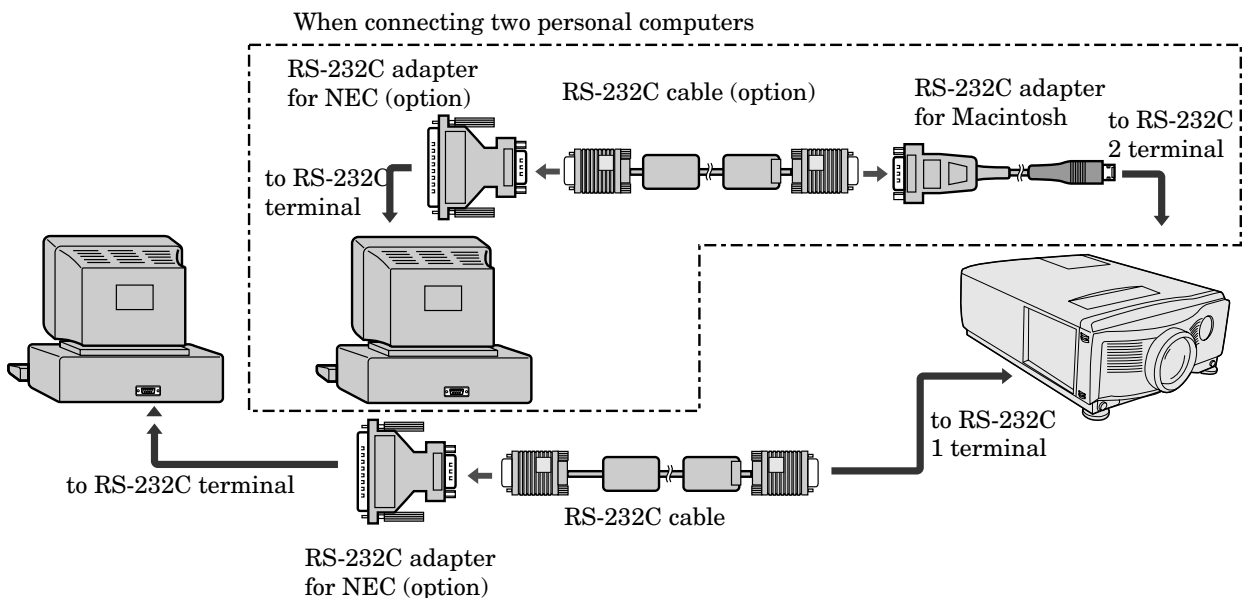 When connecting two personal computers
RS-232C adapter
for NEC (option)
RS-232C cable (option)
RS-232C adapter
for Macintosh
to RS-232C
2 terminal
to RS-232C
terminal
to RS-232C
1 terminal
to RS-232C terminal
RS-232C cable
RS-232C adapter
for NEC (option)